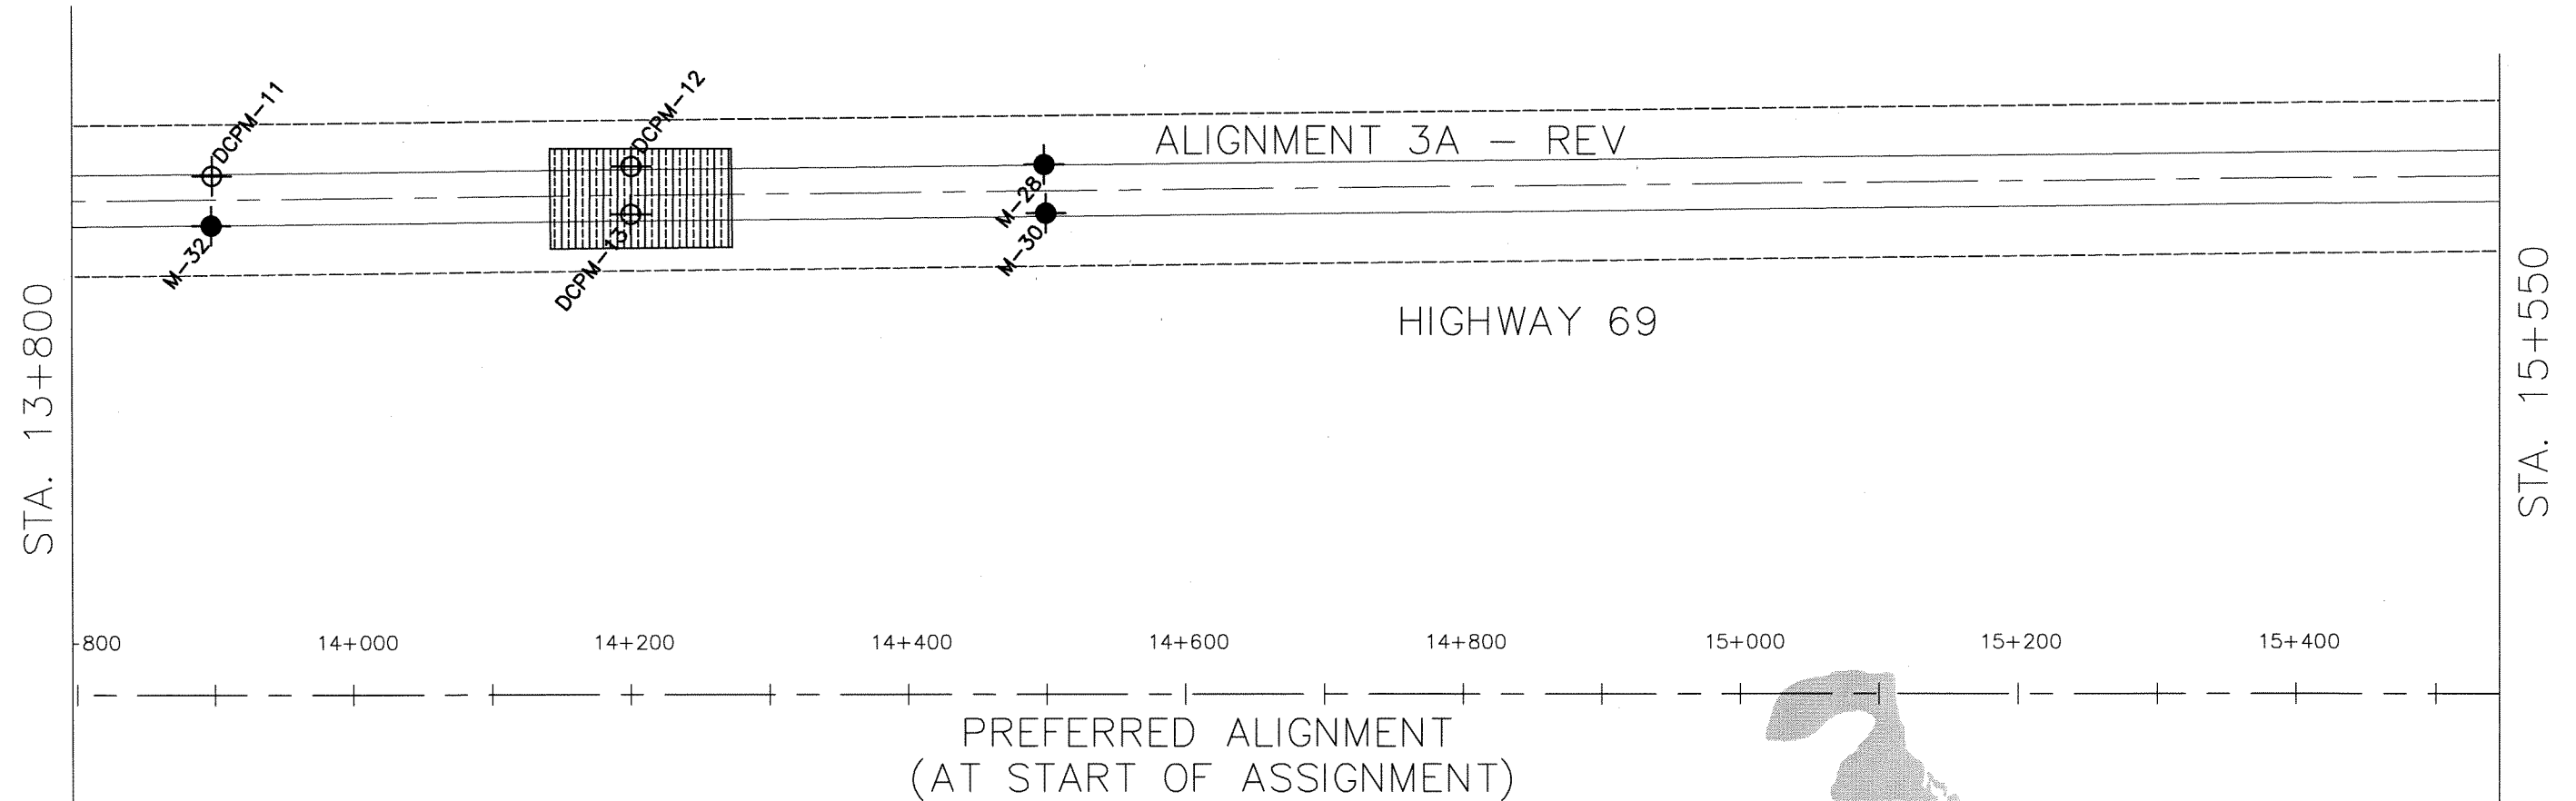 DCPM-11
DCPM-12
ALIGNMENT 3A - REV
M-28
M-32
DCPM-13
M-30
STA. 13+800
STA. 15+550
HIGHWAY 69
800
14+000
14+200
14+400
14+600
14+800
15+000
15+200
15+400
PREFERRED ALIGNMENT
(AT START OF ASSIGNMENT)